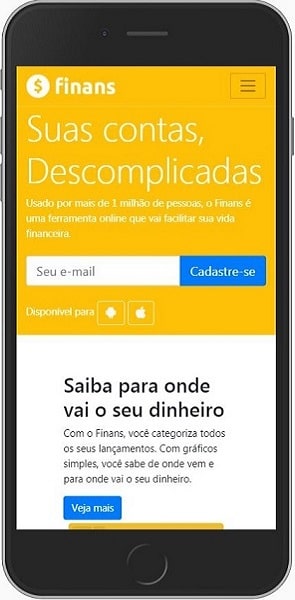 finans
Suas contas,
Descomplicadas
Usado por mais de 1 milhão de pessoas, o Finans é
uma ferramenta online que vai facilitar sua vida
financeira.
Seu e-mail
Cadastre-se
Disponível para
Saiba para onde
vai o seu dinheiro
Com o Finans, você categoriza todos
os seus lançamentos. Com gráficos
simples, você sabe de onde vem e
para onde vai o seu dinheiro.
Veja mais